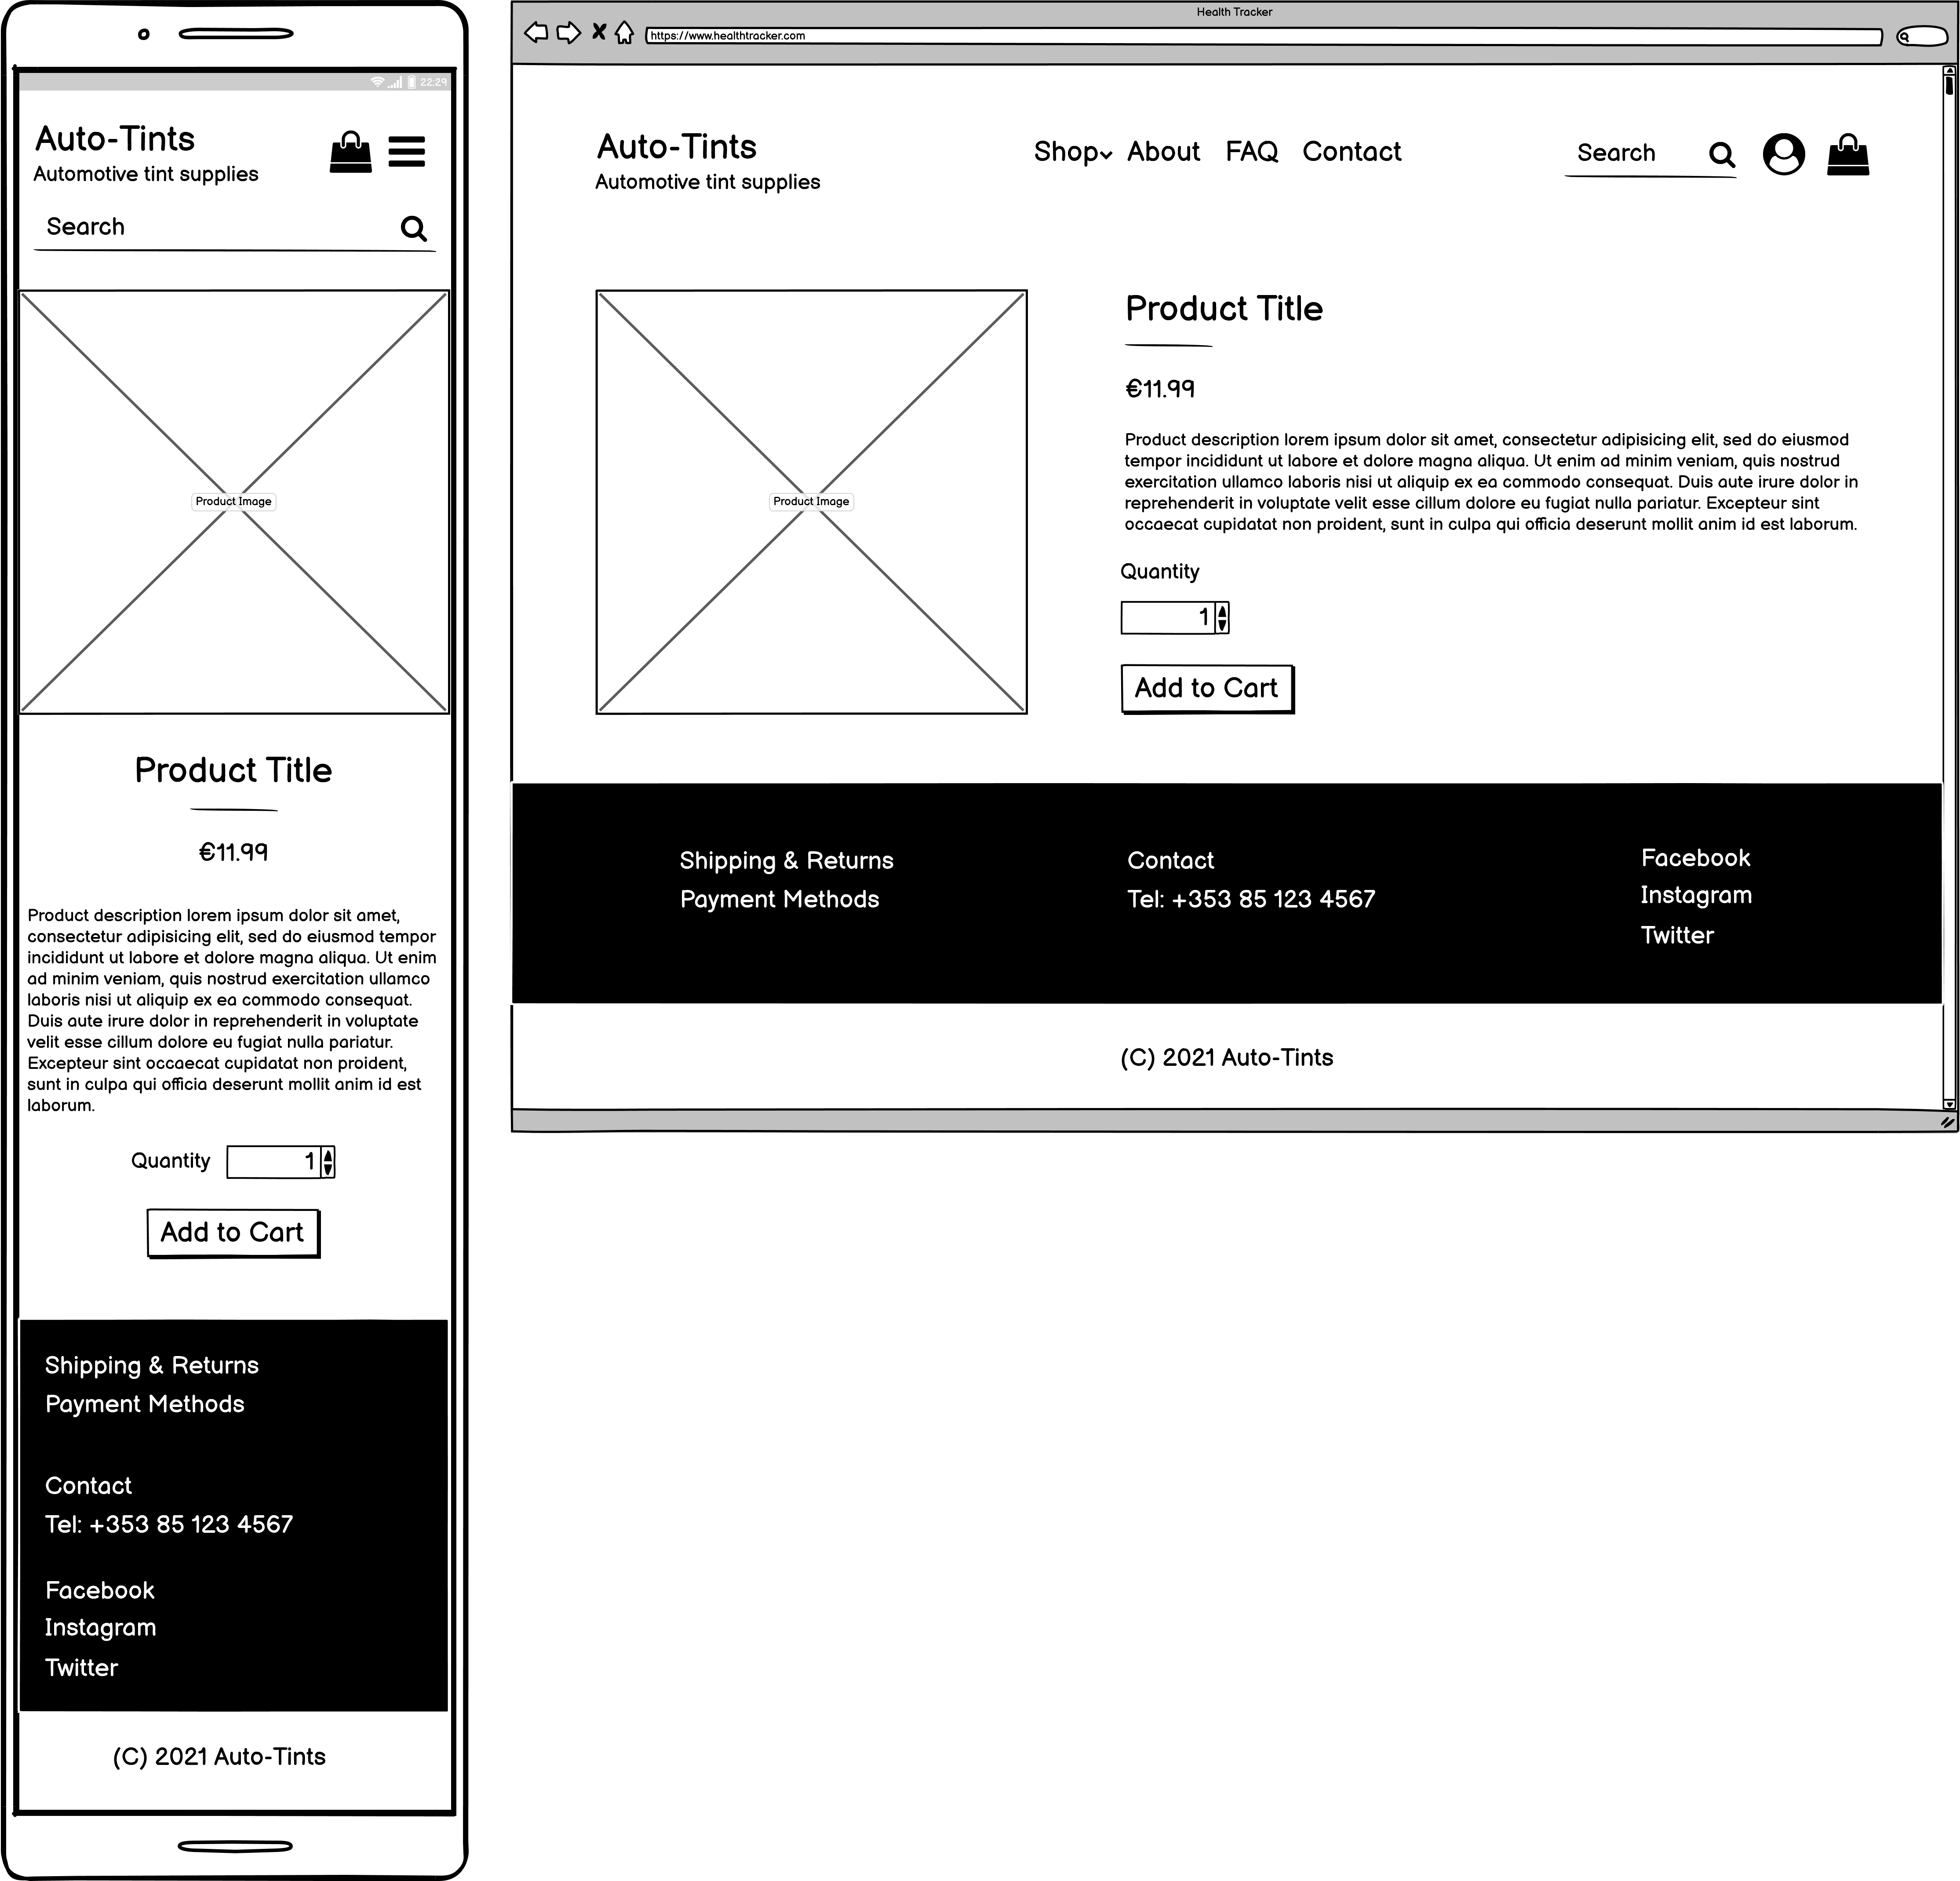 22:29
Auto-Tints
Automotive tint supplies
Search
Product Image
Product Title
€11.99
Product description lorem ipsum dolor sit amet,
consectetur adipisicing elit, sed do eiusmod tempor
incididunt ut labore et dolore magna aliqua. Ut enim
ad minim veniam, quis nostrud exercitation ullamco
laboris nisi ut aliquip ex ea commodo consequat.
Duis aute irure dolor in reprehenderit in voluptate
velit esse cillum dolore eu fugiat nulla pariatur.
Excepteur sint occaecat cupidatat non proident,
sunt in culpa qui officia deserunt mollit anim id est
laborum.
Quantity 1
Add to Cart
Shipping & Returns
Payment Methods
Contact
Tel: +353 85 123 4567
Facebook
Instagram
Twitter
(C) 2021 Auto-Tints
Health Tracker
https://www.healthtracker.com
Auto-Tints
Automotive tint supplies
Shop About FAQ Contact
Search
Product Image
Product Title
€11.99
Product description lorem ipsum dolor sit amet, consectetur adipisicing elit, sed do eiusmod
tempor incididunt ut labore et dolore magna aliqua. Ut enim ad minim veniam, quis nostrud
exercitation ullamco laboris nisi ut aliquip ex ea commodo consequat. Duis aute irure dolor in
reprehenderit in voluptate velit esse cillum dolore eu fugiat nulla pariatur. Excepteur sint
occaecat cupidatat non proident, sunt in culpa qui officia deserunt mollit anim id est laborum.
Quantity
1
Add to Cart
Shipping & Returns
Payment Methods
Contact
Tel: +353 85 123 4567
Facebook
Instagram
Twitter
(C) 2021 Auto-Tints